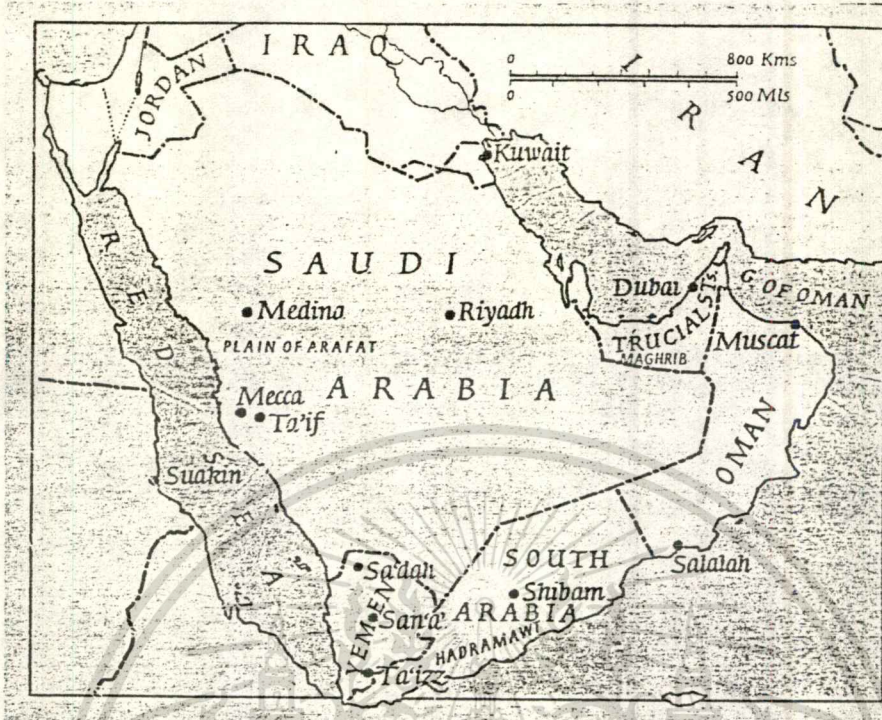 IRAQ
JORDAN
0 800 Kms
0 500 Mls
IRAN
Kuwait
RED SEA
SAUDI
ARABIA
Dubai
G OF OMAN
Medina
Riyadh
TRUCIAL STs.
Muscat
PLAIN OF ARAFAT
MAGHRIB
Mecca
Ta'if
OMAN
Suakin
SOUTH
ARABIA
Salalah
Sa'dah
Shibam
YEMEN
San'a'
HADRAMAWT
Ta'izz